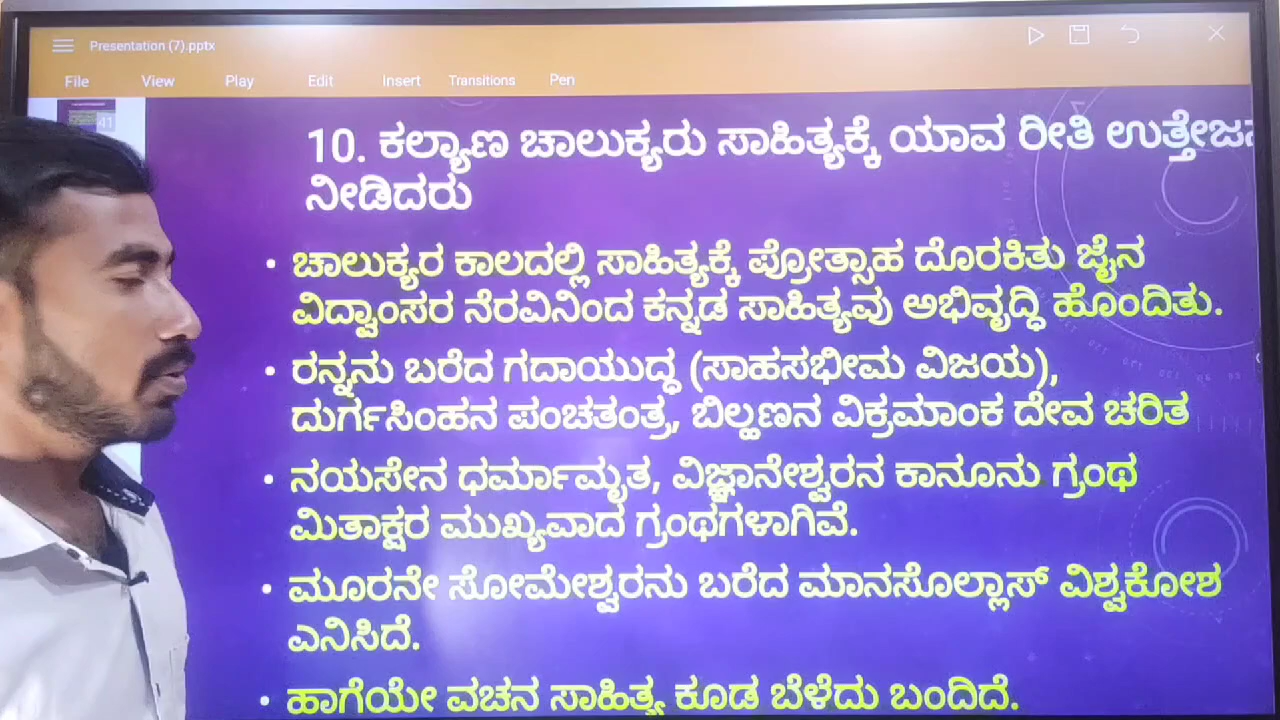 Presentation (7).pptx
File View Play Edit Insert Transitions Pen
41
10. ಕಲ್ಯಾಣ ಚಾಲುಕ್ಯರು ಸಾಹಿತ್ಯಕ್ಕೆ ಯಾವ ರೀತಿ
ನೀಡಿದರು
• ಚಾಲುಕ್ಯರ ಕಾಲದಲ್ಲಿ ಸಾಹಿತ್ಯಕ್ಕೆ ಪ್ರೋತ್ಸಾಹ ದೊರಕಿತು ಜೈನ
ವಿದ್ವಾಂಸರ ನೆರವಿನಿಂದ ಕನ್ನಡ ಸಾಹಿತ್ಯವು ಅಭಿವೃದ್ಧಿ ಹೊಂದಿತು.
• ರನ್ನನು ಬರೆದ ಗದಾಯುದ್ಧ (ಸಾಹಸಭೀಮ ವಿಜಯ),
ದುರ್ಗಸಿಂಹನ ಪಂಚತಂತ್ರ, ಬಿಲ್ಹಣನ ವಿಕ್ರಮಾಂಕ ದೇವ ಚರಿತ
• ನಯಸೇನ ಧರ್ಮಾಮೃತ, ವಿಜ್ಞಾನೇಶ್ವರನ ಕಾನೂನು ಗ್ರಂಥ
ಮಿತಾಕ್ಷರ ಮುಖ್ಯವಾದ ಗ್ರಂಥಗಳಾಗಿವೆ.
• ಮೂರನೇ ಸೋಮೇಶ್ವರನು ಬರೆದ ಮಾನಸೊಲ್ಲಾಸ್ ವಿಶ್ವಕೋಶ
ಎನಿಸಿದೆ.
• ಹಾಗೆಯೇ ವಚನ ಸಾಹಿತ್ಯ ಕೂಡ ಬೆಳೆದು ಬಂದಿದೆ.